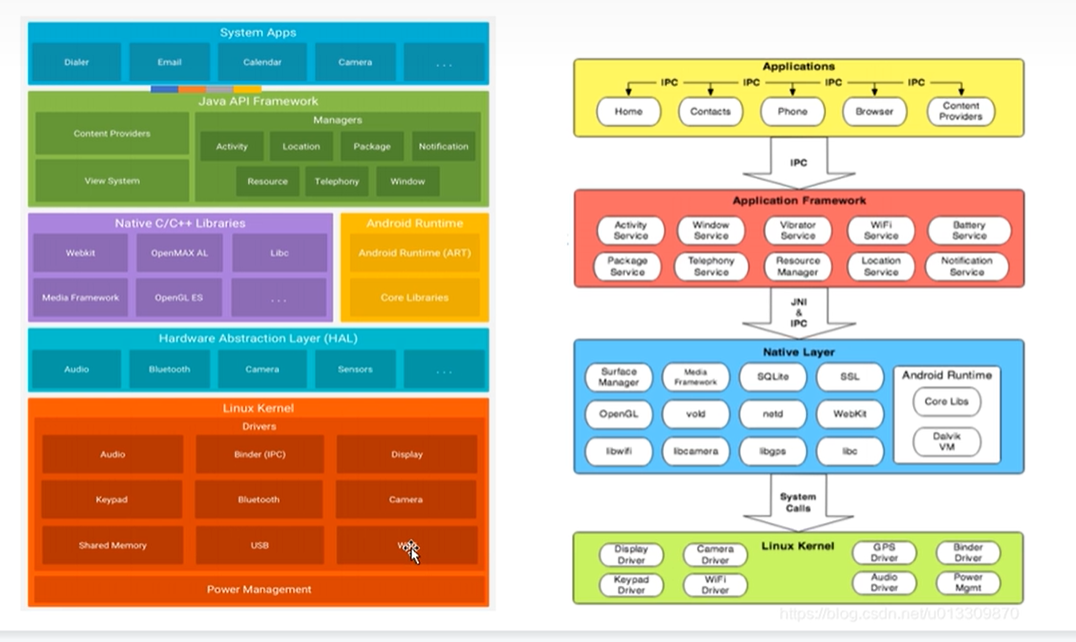 System Apps
Dialer
Email
Calendar
Camera
. . .
Java API Framework
Content Providers
View System
Managers
Activity
Location
Package
Notification
Resource
Telephony
Window
Native C/C++ Libraries
Webkit
OpenMAX AL
Libc
Media Framework
OpenGL ES
. . .
Android Runtime
Android Runtime (ART)
Core Libraries
Hardware Abstraction Layer (HAL)
Audio
Bluetooth
Camera
Sensors
. . .
Linux Kernel
Drivers
Audio
Binder (IPC)
Display
Keypad
Bluetooth
Camera
Shared Memory
USB
Power Management
Applications
IPC
IPC
IPC
IPC
Home
Contacts
Phone
Browser
Content
Providers
IPC
Application Framework
Activity
Service
Window
Service
Vibrator
Service
WiFi
Service
Battery
Service
Package
Service
Telephony
Service
Resource
Manager
Location
Service
Notification
Service
JNI
&
IPC
Native Layer
Surface
Manager
Media
Framework
SQLite
SSL
OpenGL
vold
netd
WebKit
libwifi
libcamera
libgps
libc
Android Runtime
Core Libs
Dalvik
VM
System
Calls
Linux Kernel
Display
Driver
Camera
Driver
GPS
Driver
Binder
Driver
Keypad
Driver
WiFi
Driver
Audio
Driver
Power
Mgmt
https://blog.csdn.net/u013309870